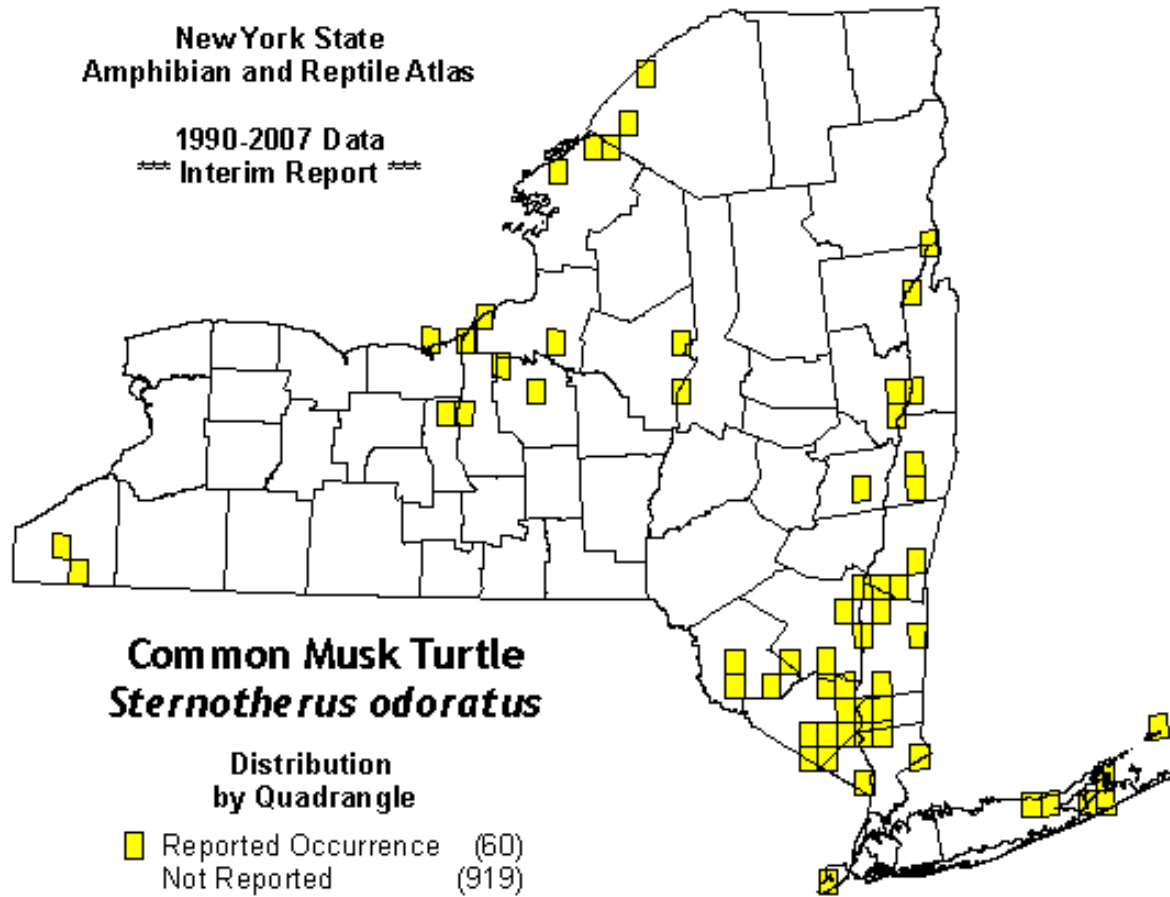 New York State
Amphibian and Reptile Atlas
1990-2007 Data
*** Interim Report ***
Common Musk Turtle
Sternotherus odoratus
Distribution
by Quadrangle
Reported Occurrence (60)
Not Reported (919)